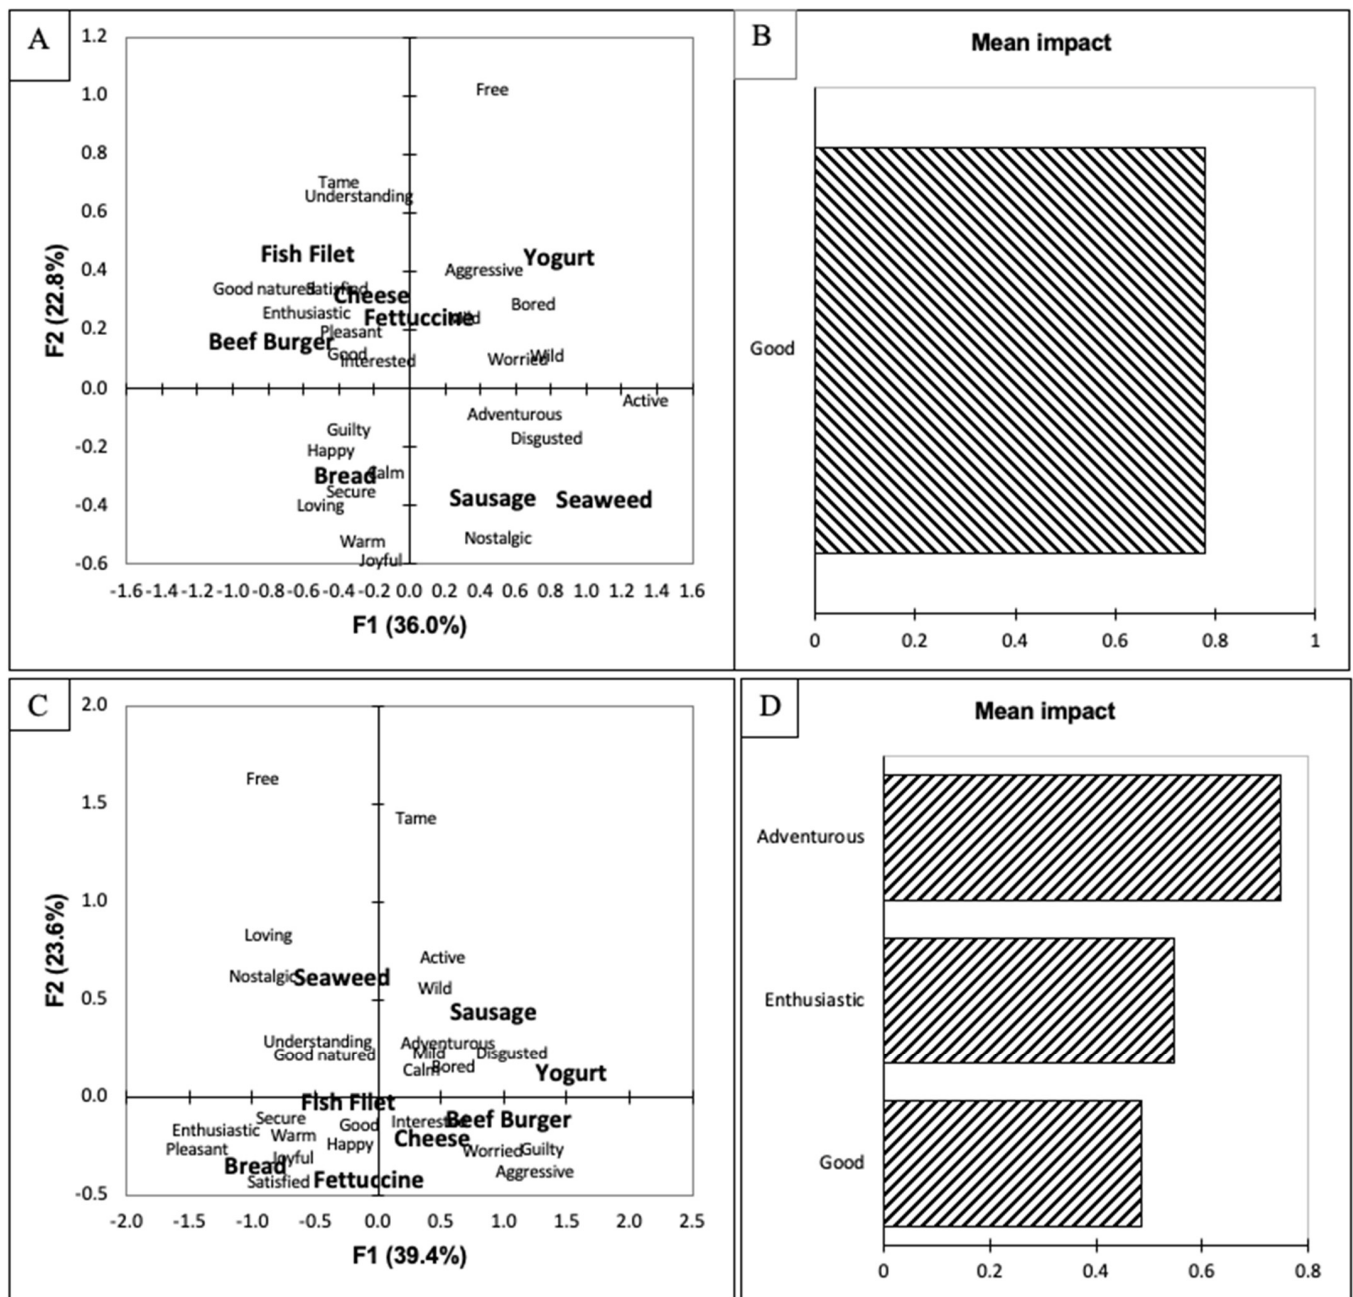 A
1.2
1.0
0.8
0.6
0.4
0.2
0.0
-0.2
-0.4
-0.6
F2 (22.8%)
Free
Tame
Understanding
Fish Filet
Yogurt
Aggressive
Good natured Satisfied
Cheese
Bored
Enthusiastic
Fettuccine Mild
Pleasant
Beef Burger
Good
Interested
Worried Wild
Active
Adventurous
Guilty
Disgusted
Happy
Bread Calm
Secure
Sausage Seaweed
Loving
Nostalgic
Warm
Joyful
-1.6 -1.4 -1.2 -1.0 -0.8 -0.6 -0.4 -0.2 0.0 0.2 0.4 0.6 0.8 1.0 1.2 1.4 1.6
F1 (36.0%)
B
Mean impact
Good
0 0.2 0.4 0.6 0.8 1
C
2.0
1.5
1.0
0.5
0.0
-0.5
F2 (23.6%)
Free
Tame
Loving
Active
Nostalgic Seaweed
Wild
Sausage
Understanding
Adventurous
Good natured
Mild
Disgusted
Calm Bored
Yogurt
Fish Filet
Secure
Interested Beef Burger
Enthusiastic
Good
Warm
Cheese
Happy
Pleasant
Worried Guilty
Joyful
Bread
Aggressive
Satisfied Fettuccine
-2.0 -1.5 -1.0 -0.5 0.0 0.5 1.0 1.5 2.0 2.5
F1 (39.4%)
D
Mean impact
Adventurous
Enthusiastic
Good
0 0.2 0.4 0.6 0.8